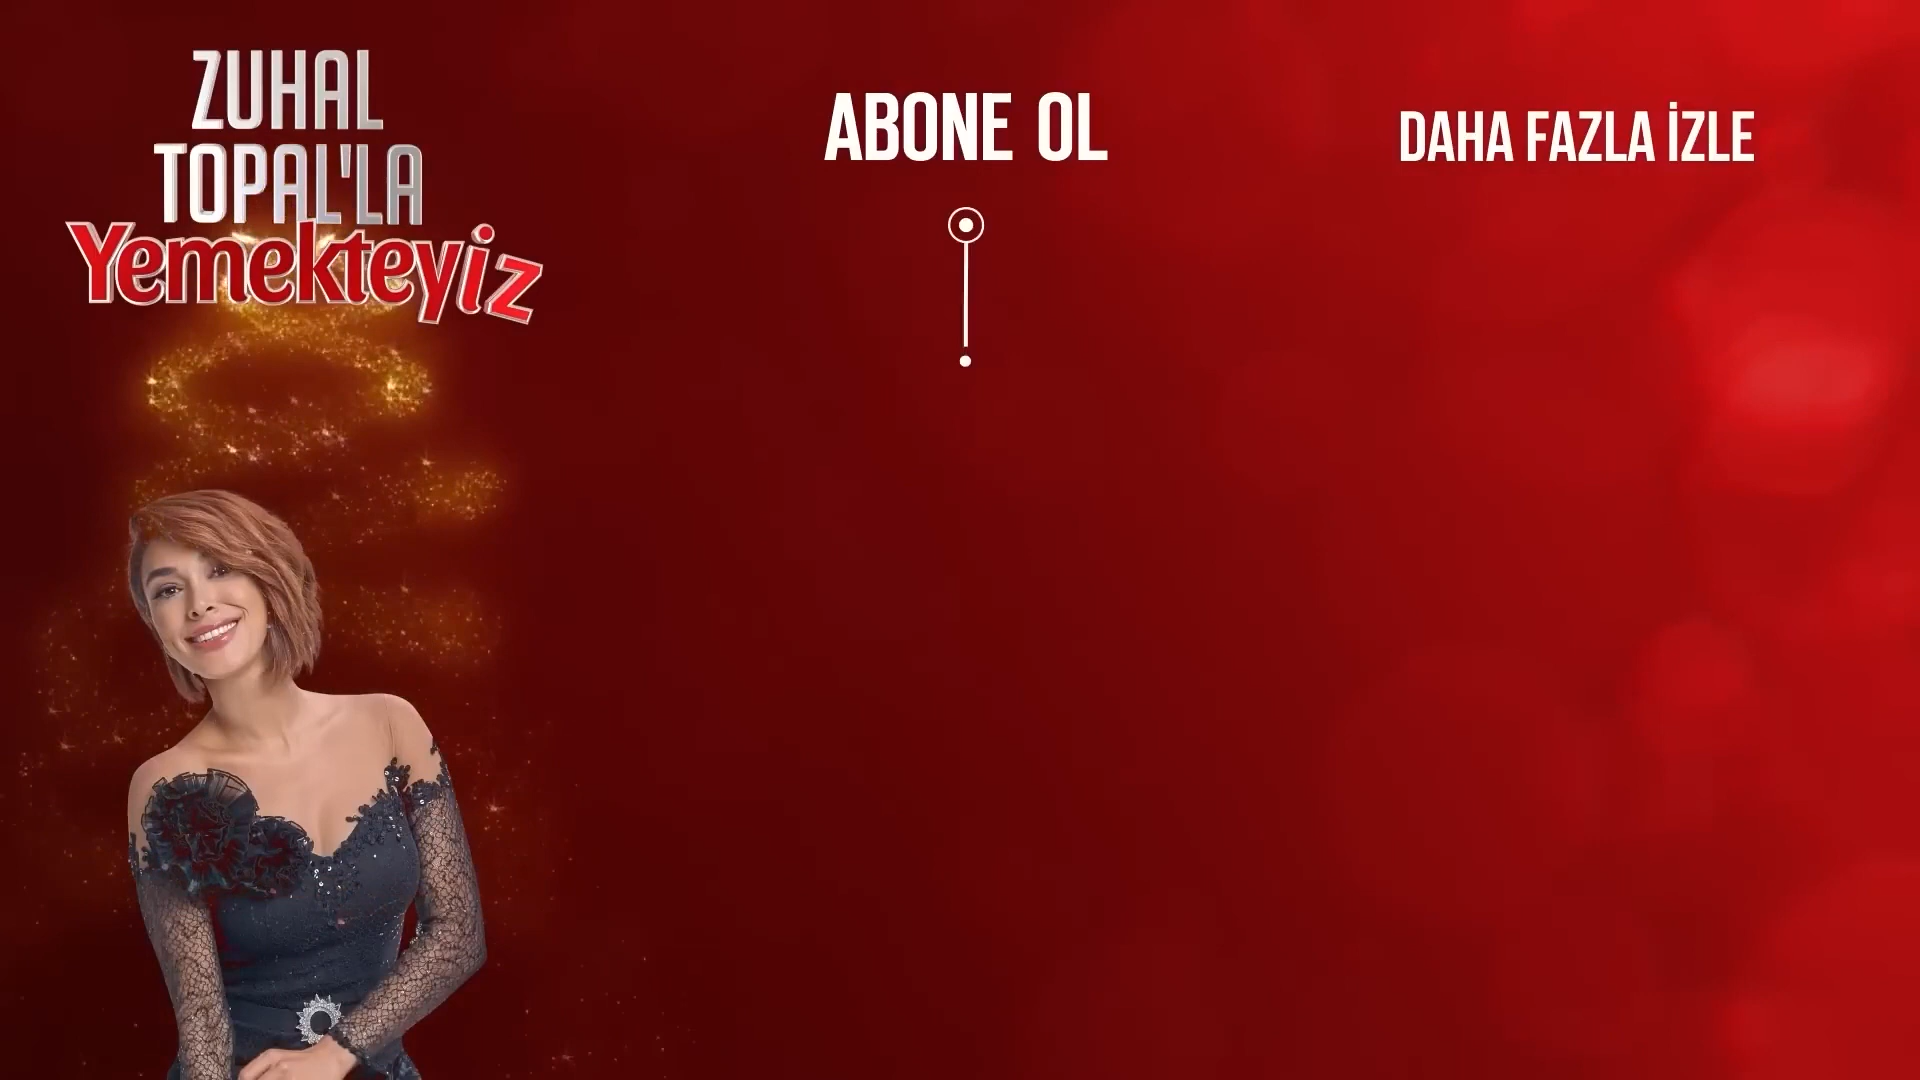 ZUHAL
TOPAL'LA
Yemekteyiz
ABONE OL
DAHA FAZLA İZLE